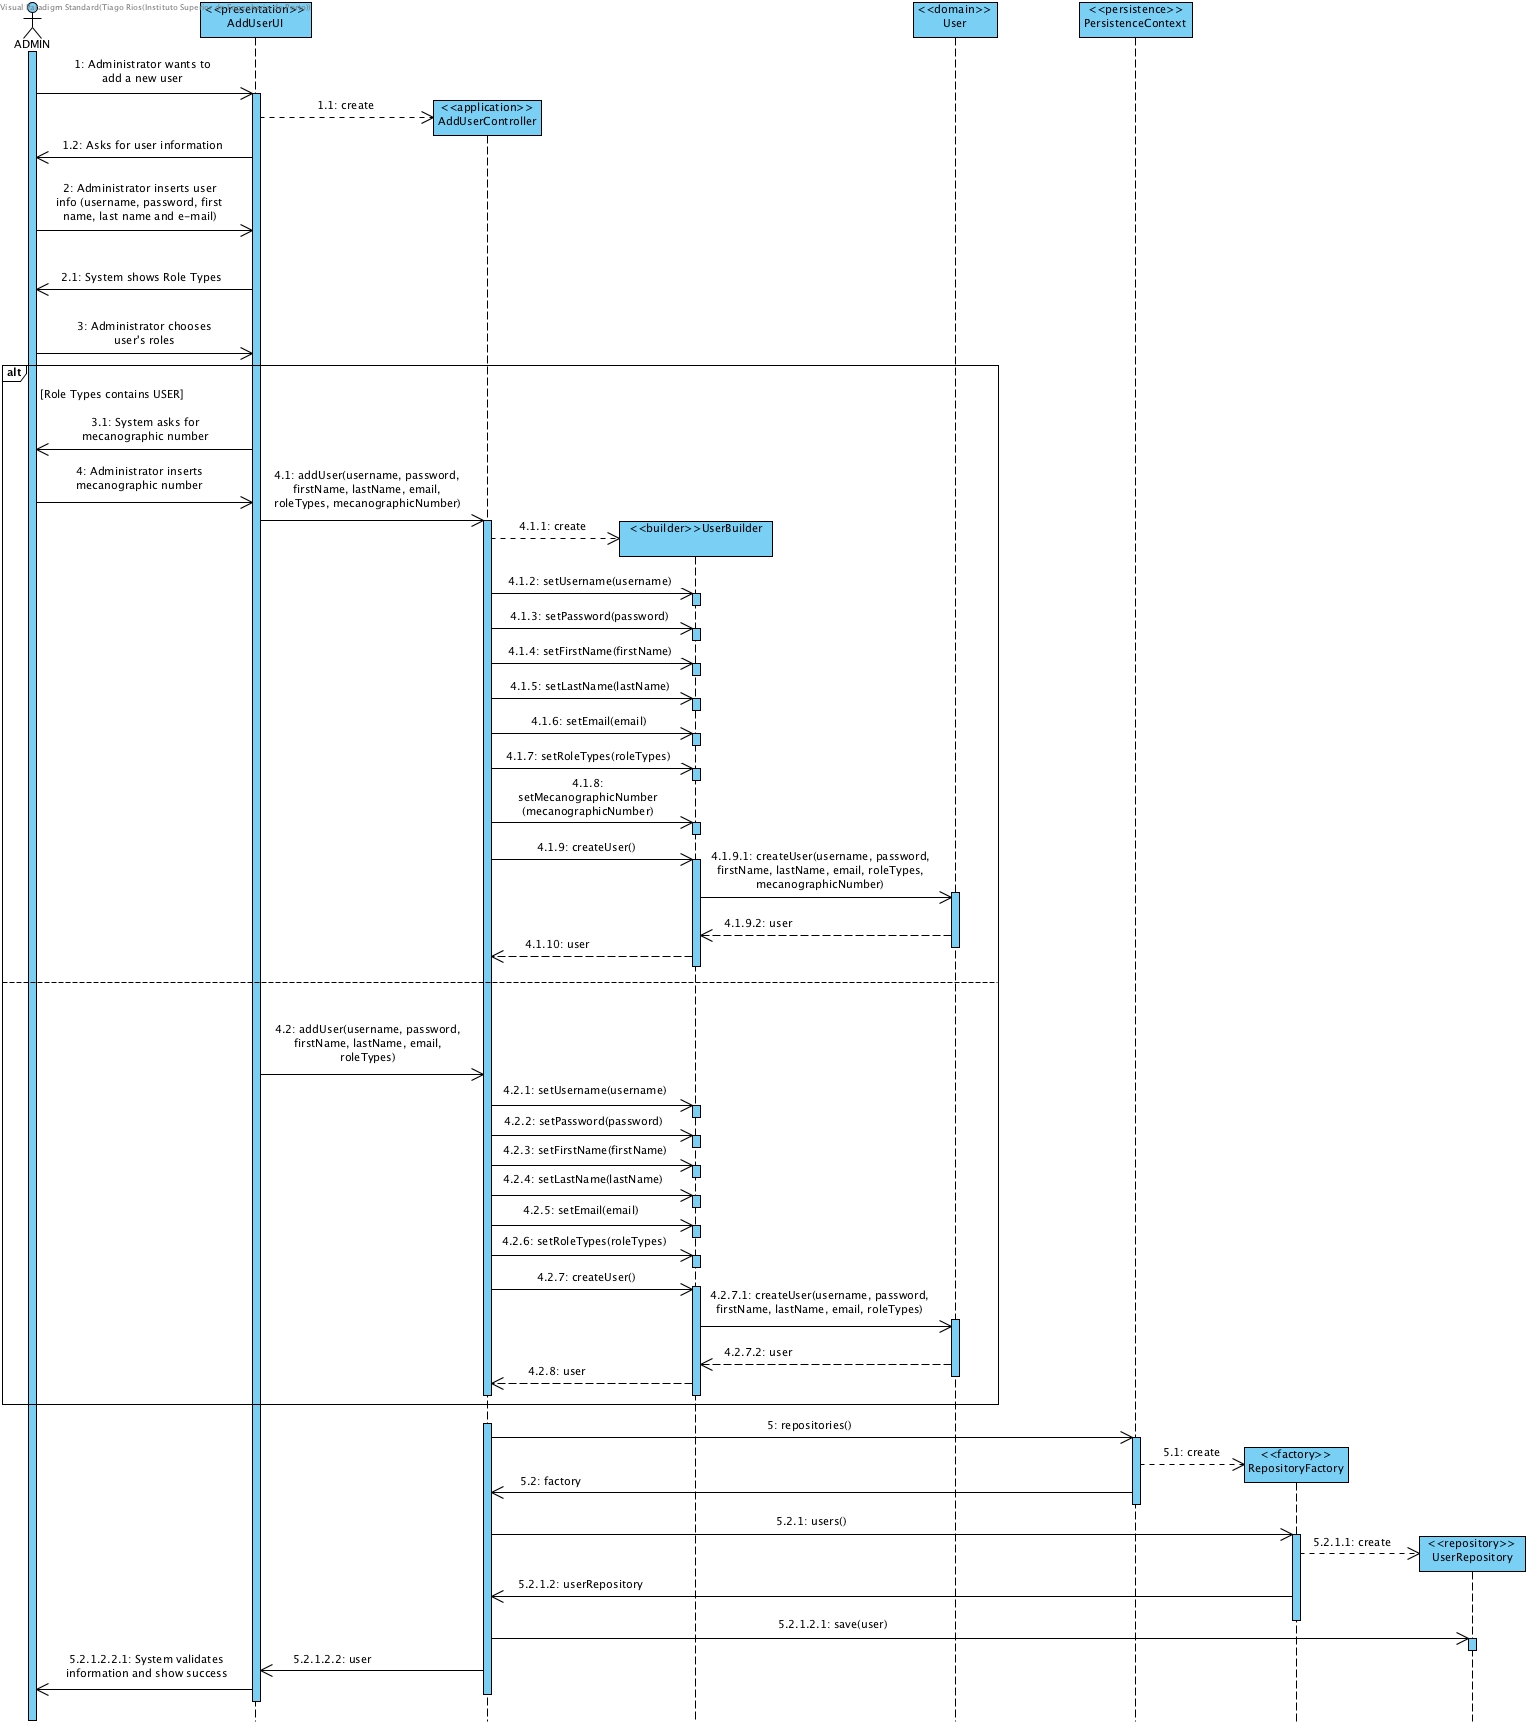 Visual Paradigm Standard(Tiago Rios(Instituto Superior
<<presentation>>
AddUserUI
<<domain>>
User
<<persistence>>
PersistenceContext
ADMIN
1: Administrator wants to
add a new user
1.1: create
<<application>>
AddUserController
1.2: Asks for user information
2: Administrator inserts user
info (username, password, first
name, last name and e-mail)
2.1: System shows Role Types
3: Administrator chooses
user's roles
alt
[Role Types contains USER]
3.1: System asks for
mecanographic number
4: Administrator inserts
mecanographic number
4.1: addUser(username, password,
firstName, lastName, email,
roleTypes, mecanographicNumber)
4.1.1: create
<<builder>>UserBuilder
4.1.2: setUsername(username)
4.1.3: setPassword(password)
4.1.4: setFirstName(firstName)
4.1.5: setLastName(lastName)
4.1.6: setEmail(email)
4.1.7: setRoleTypes(roleTypes)
4.1.8:
setMecanographicNumber
(mecanographicNumber)
4.1.9: createUser()
4.1.9.1: createUser(username, password,
firstName, lastName, email, roleTypes,
mecanographicNumber)
4.1.9.2: user
4.1.10: user
4.2: addUser(username, password,
firstName, lastName, email,
roleTypes)
4.2.1: setUsername(username)
4.2.2: setPassword(password)
4.2.3: setFirstName(firstName)
4.2.4: setLastName(lastName)
4.2.5: setEmail(email)
4.2.6: setRoleTypes(roleTypes)
4.2.7: createUser()
4.2.7.1: createUser(username, password,
firstName, lastName, email, roleTypes)
4.2.7.2: user
4.2.8: user
5: repositories()
5.1: create
<<factory>>
RepositoryFactory
5.2: factory
5.2.1: users()
5.2.1.1: create
<<repository>>
UserRepository
5.2.1.2: userRepository
5.2.1.2.1: save(user)
5.2.1.2.2: user
5.2.1.2.2.1: System validates
information and show success